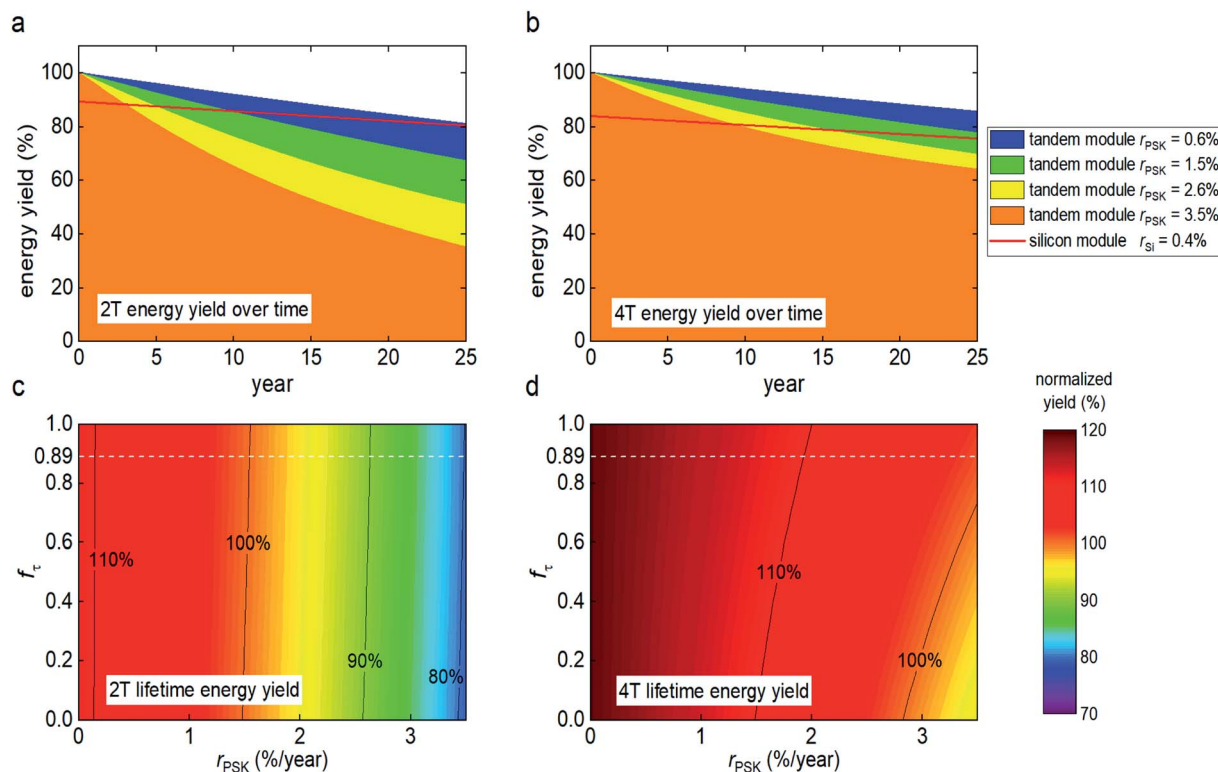 a
b
100
80
60
40
20
0
energy yield (%)
2T energy yield over time
0 5 10 15 20 25
year
100
80
60
40
20
0
energy yield (%)
4T energy yield over time
0 5 10 15 20 25
year
tandem module rPSK = 0.6%
tandem module rPSK = 1.5%
tandem module rPSK = 2.6%
tandem module rPSK = 3.5%
silicon module rSi = 0.4%
c
d
1.0
0.89
0.8
0.6
0.4
0.2
0.0
fτ
110%
100%
90%
80%
2T lifetime energy yield
0 1 2 3
rPSK (%/year)
1.0
0.89
0.8
0.6
0.4
0.2
0.0
fτ
110%
100%
4T lifetime energy yield
0 1 2 3
rPSK (%/year)
normalized
yield (%)
120
110
100
90
80
70